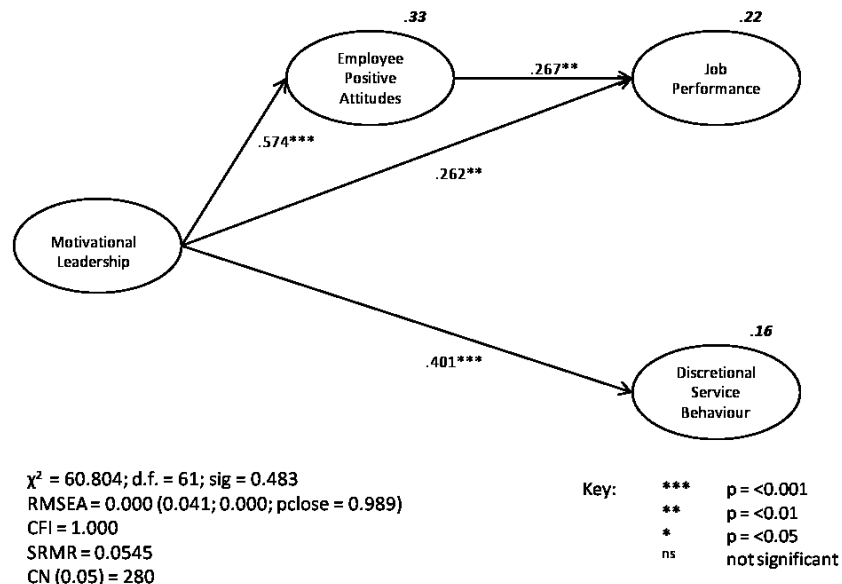 .33
.22
Employee
Positive
Attitudes
.267**
Job
Performance
.574***
.262**
Motivational
Leadership
.16
.401***
Discretional
Service
Behaviour
χ² = 60.804; d.f. = 61; sig = 0.483
RMSEA = 0.000 (0.041; 0.000; pclose = 0.989)
CFI = 1.000
SRMR = 0.0545
CN (0.05) = 280
Key: *** p = <0.001
** p = <0.01
* p = <0.05
ns not significant